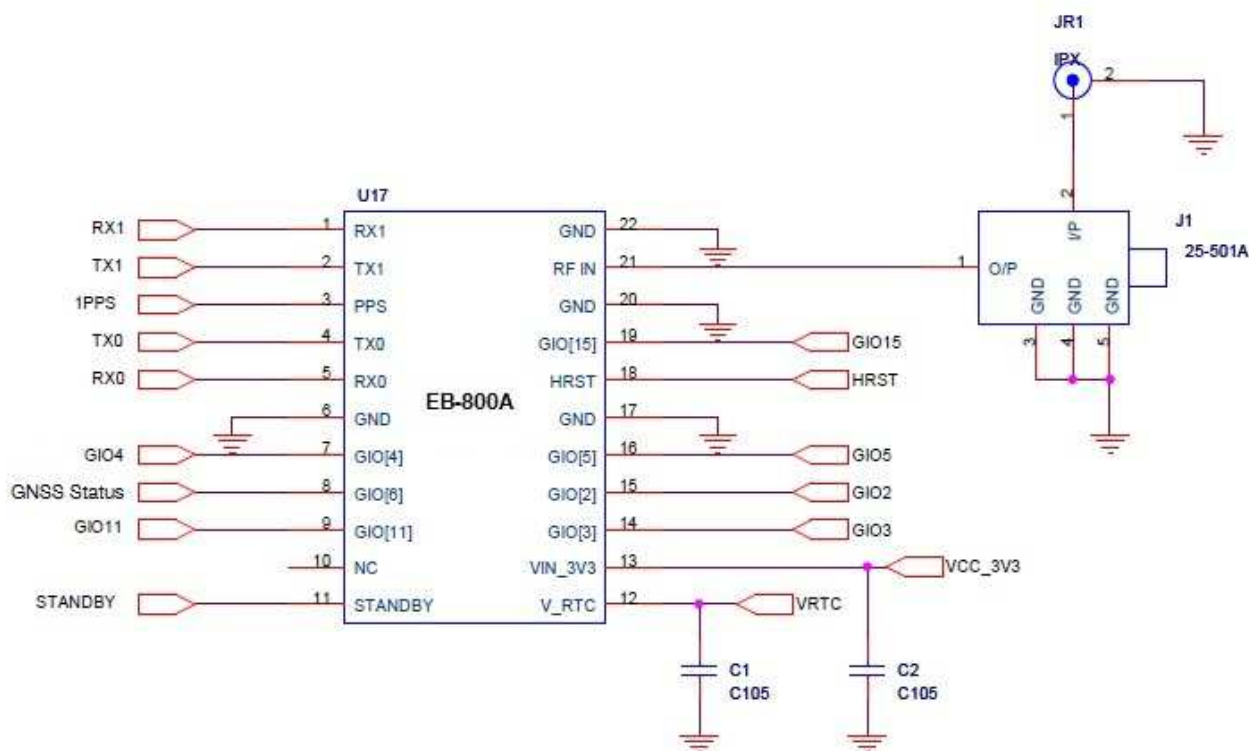 JR1
IPX
2
1
2
I/P
J1
25-501A
1
O/P
GND
GND
GND
3
4
5
U17
EB-800A
RX1 1 RX1
TX1 2 TX1
1PPS 3 PPS
TX0 4 TX0
RX0 5 RX0
6 GND
GIO4 7 GIO[4]
GNSS Status 8 GIO[6]
GIO11 9 GIO[11]
10 NC
STANDBY 11 STANDBY
GND 22
RF IN 21
GND 20
GIO[15] 19 GIO15
HRST 18 HRST
GND 17
GIO[5] 16 GIO5
GIO[2] 15 GIO2
GIO[3] 14 GIO3
VIN_3V3 13 VCC_3V3
V_RTC 12 VRTC
C1
C105
C2
C105